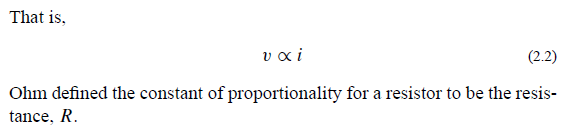 That is,
v ∝ i (2.2)
Ohm defined the constant of proportionality for a resistor to be the resis-
tance, R.